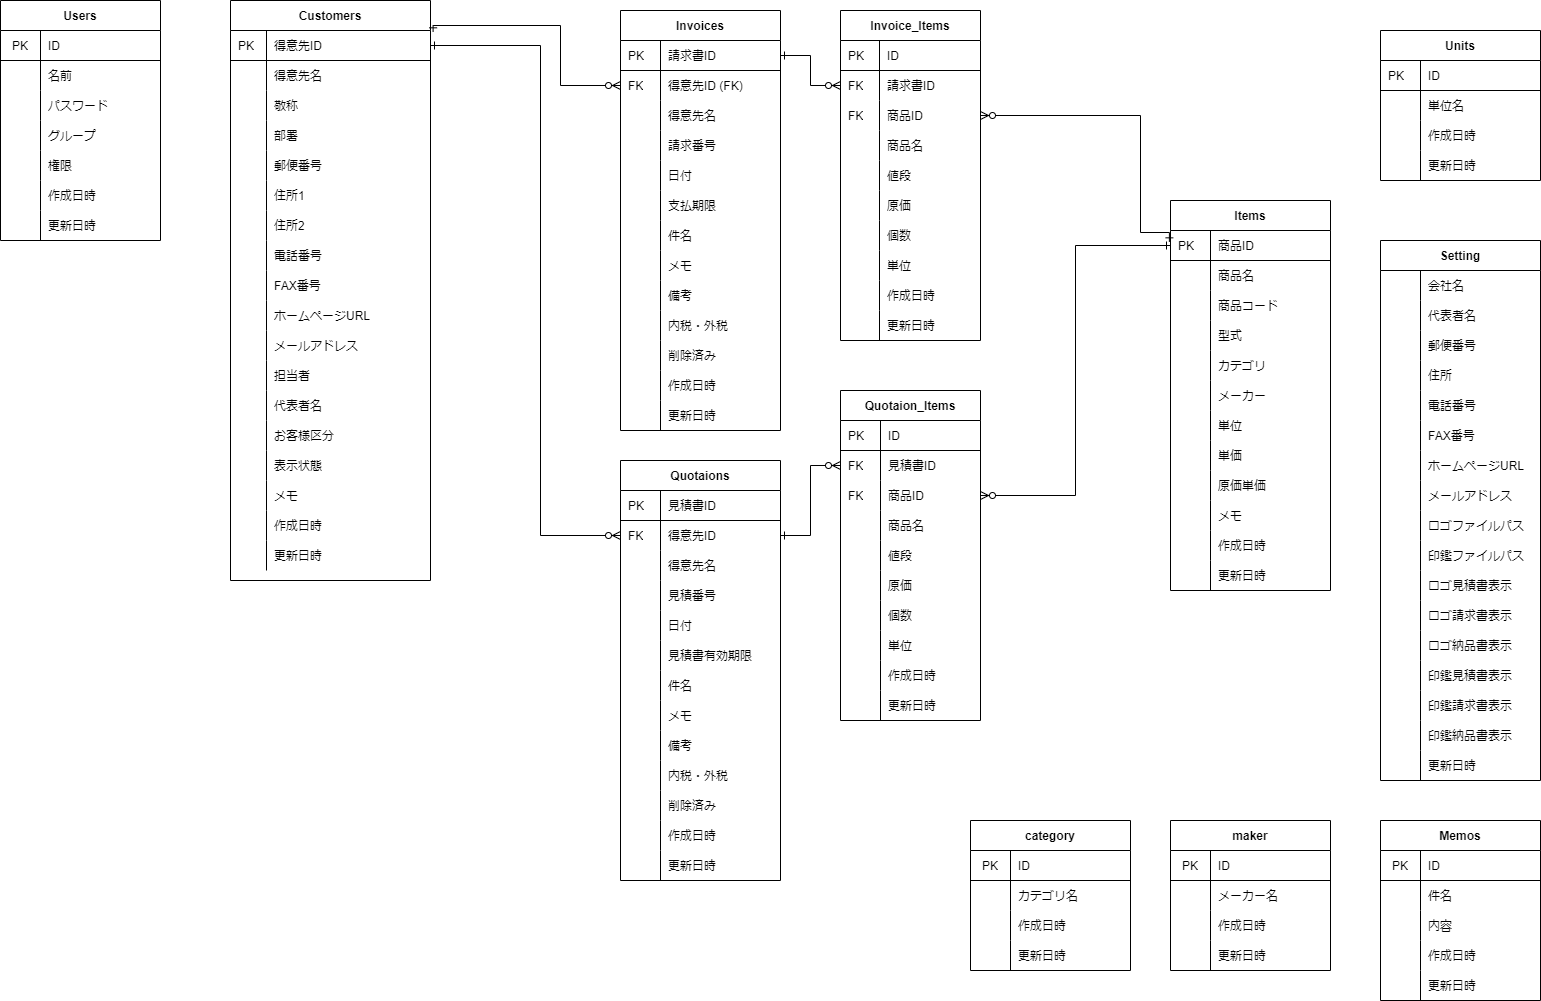 Users
PK ID
名前
パスワード
グループ
権限
作成日時
更新日時
Customers
PK 得意先ID
得意先名
敬称
部署
郵便番号
住所1
住所2
電話番号
FAX番号
ホームページURL
メールアドレス
担当者
代表者名
お客様区分
表示状態
メモ
作成日時
更新日時
Invoices
PK 請求書ID
FK 得意先ID (FK)
得意先名
請求番号
日付
支払期限
件名
メモ
備考
内税・外税
削除済み
作成日時
更新日時
Quotaions
PK 見積書ID
FK 得意先ID
得意先名
見積番号
日付
見積書有効期限
件名
メモ
備考
内税・外税
削除済み
作成日時
更新日時
Invoice_Items
PK ID
FK 請求書ID
FK 商品ID
商品名
値段
原価
個数
単位
作成日時
更新日時
Quotaion_Items
PK ID
FK 見積書ID
FK 商品ID
商品名
値段
原価
個数
単位
作成日時
更新日時
Items
PK 商品ID
商品名
商品コード
型式
カテゴリ
メーカー
単位
単価
原価単価
メモ
作成日時
更新日時
Units
PK ID
単位名
作成日時
更新日時
Setting
会社名
代表者名
郵便番号
住所
電話番号
FAX番号
ホームページURL
メールアドレス
ロゴファイルパス
印鑑ファイルパス
ロゴ見積書表示
ロゴ請求書表示
ロゴ納品書表示
印鑑見積書表示
印鑑請求書表示
印鑑納品書表示
更新日時
category
PK ID
カテゴリ名
作成日時
更新日時
maker
PK ID
メーカー名
作成日時
更新日時
Memos
PK ID
件名
内容
作成日時
更新日時